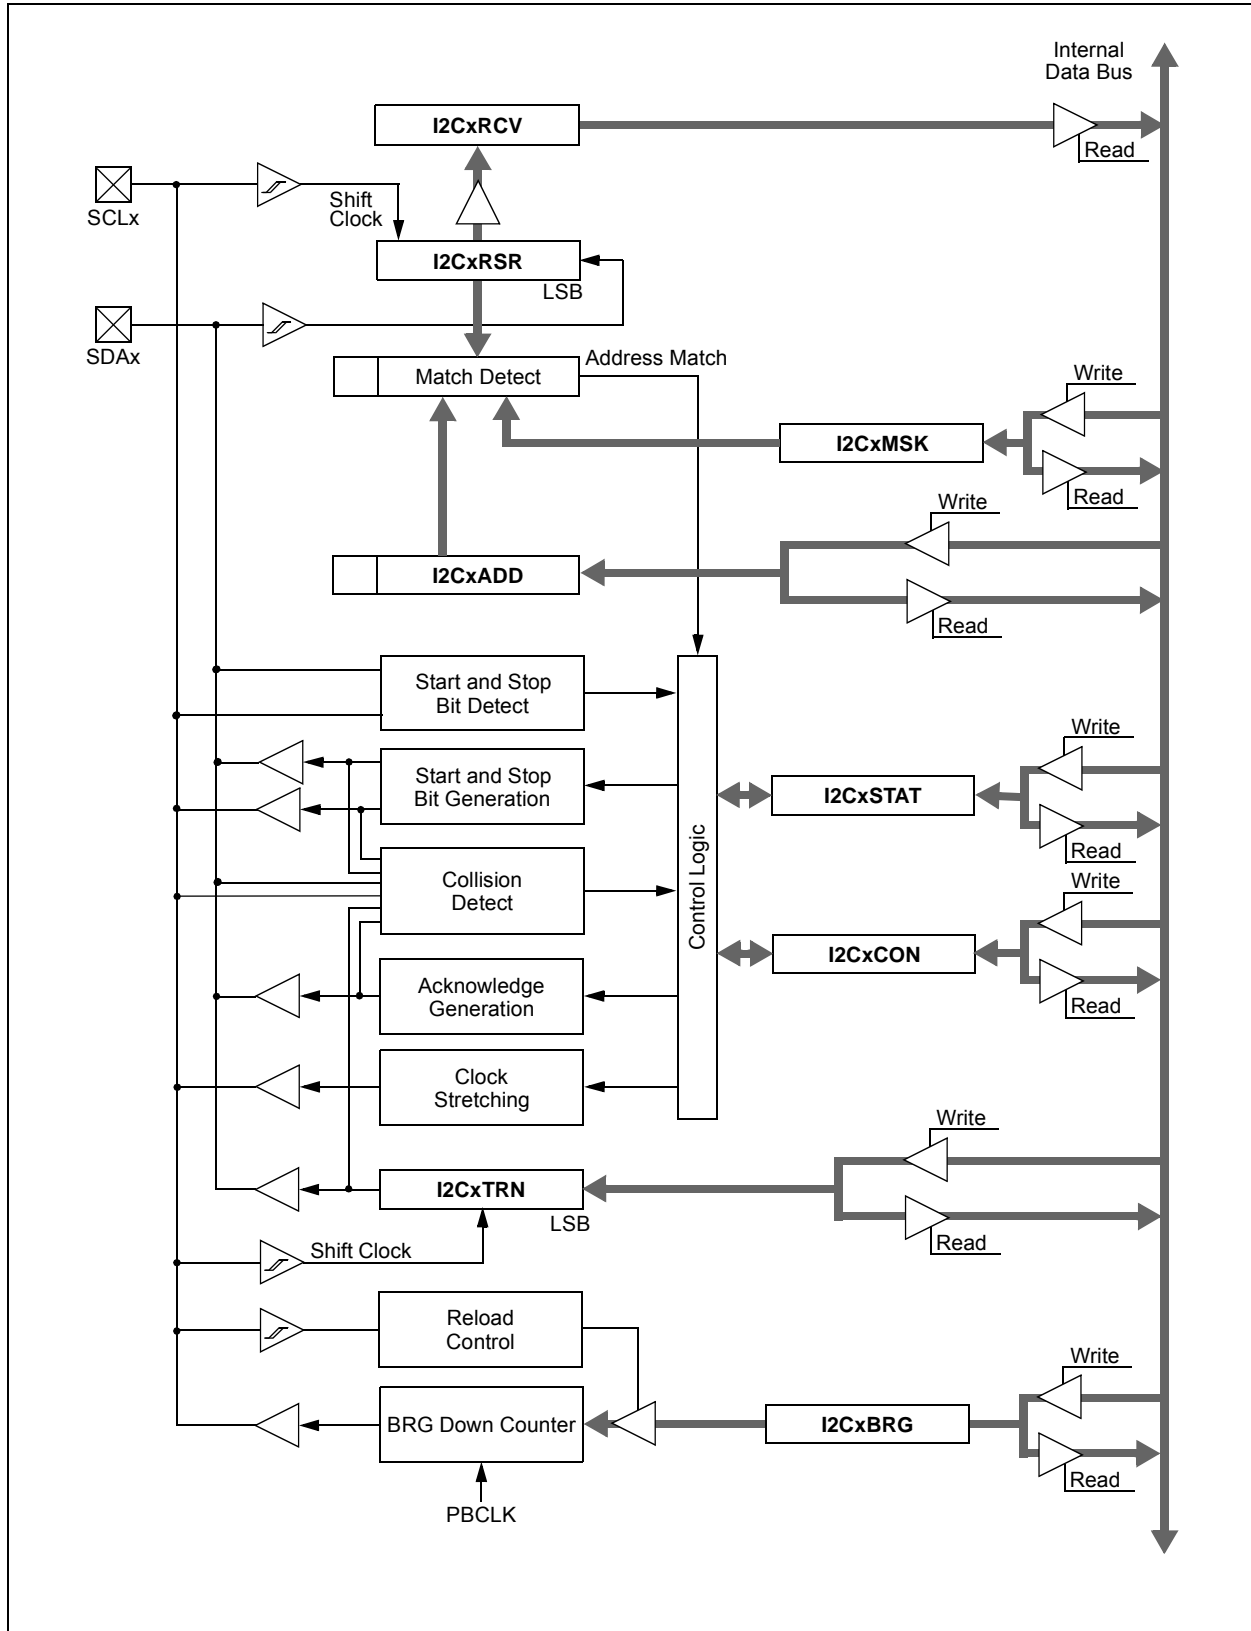 Internal
Data Bus
I2CxRCV
Read
SCLx
Shift
Clock
I2CxRSR
LSB
SDAx
Address Match
Match Detect
Write
I2CxMSK
Read
Write
I2CxADD
Read
Start and Stop
Bit Detect
Write
Start and Stop
Bit Generation
I2CxSTAT
Read
Control Logic
Collision
Detect
Write
I2CxCON
Read
Acknowledge
Generation
Clock
Stretching
Write
I2CxTRN
LSB
Read
Shift Clock
Reload
Control
Write
BRG Down Counter
I2CxBRG
Read
PBCLK